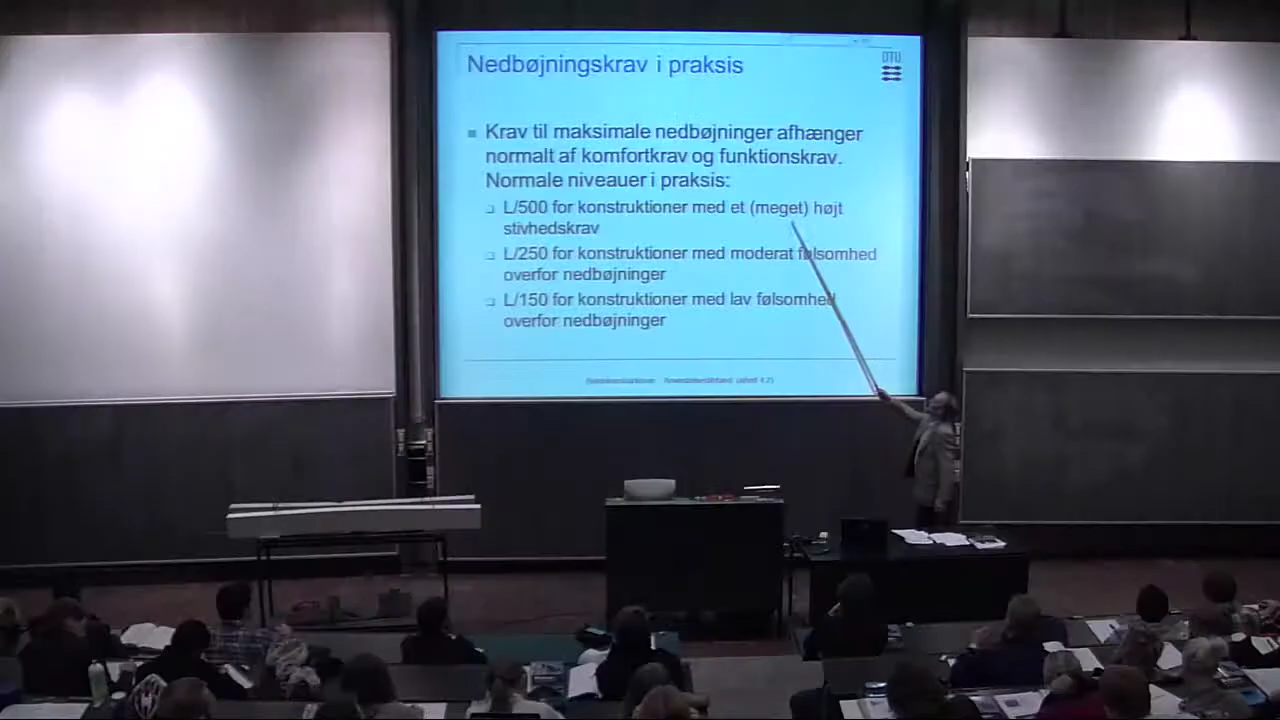 Nedbøjningskrav i praksis
DTU
Krav til maksimale nedbøjninger afhænger
normalt af komfortkrav og funktionskrav.
Normale niveauer i praksis:
L/500 for konstruktioner med et (meget) højt
stivhedskrav
L/250 for konstruktioner med moderat følsomhed
overfor nedbøjninger
L/150 for konstruktioner med lav følsomhed
overfor nedbøjninger